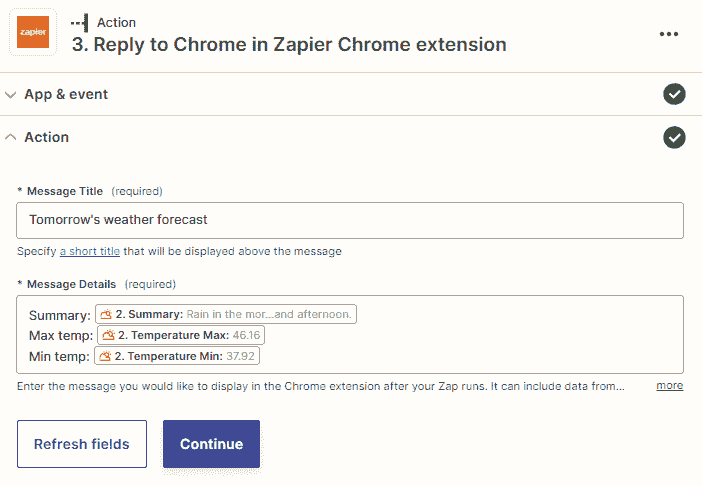 zapier
Action
3. Reply to Chrome in Zapier Chrome extension
App & event
Action
* Message Title (required)
Tomorrow's weather forecast
Specify a short title that will be displayed above the message
* Message Details (required)
Summary: 2. Summary: Rain in the mor...and afternoon.
Max temp: 2. Temperature Max: 46.16
Min temp: 2. Temperature Min: 37.92
Enter the message you would like to display in the Chrome extension after your Zap runs. It can include data from... more
Refresh fields Continue